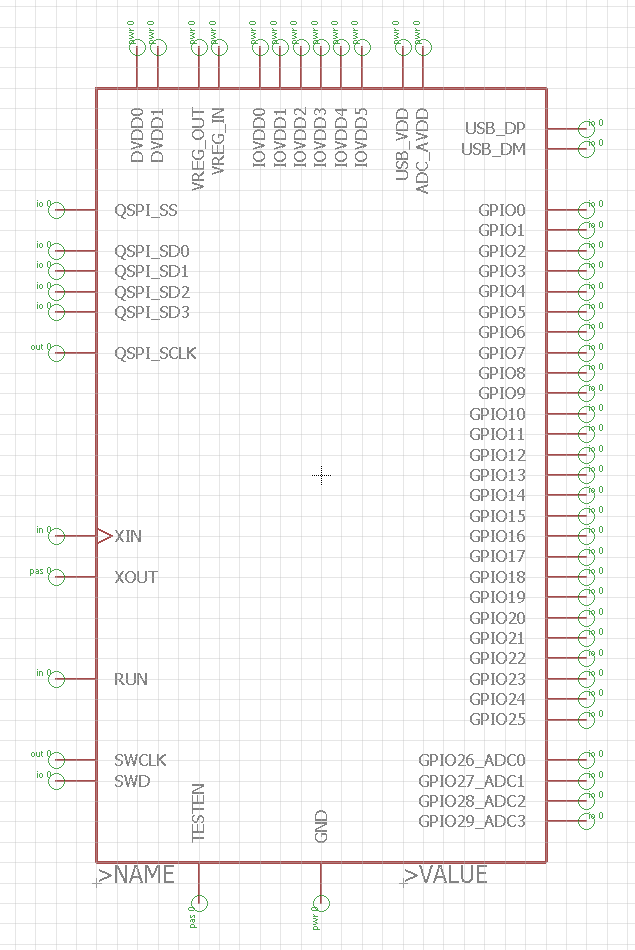 pwr 0 pwr 0 pwr 0 pwr 0 pwr 0 pwr 0 pwr 0 pwr 0 pwr 0 pwr 0 pwr 0 pwr 0
DVDD0 DVDD1 VREG_OUT VREG_IN IOVDD0 IOVDD1 IOVDD2 IOVDD3 IOVDD4 IOVDD5 USB_VDD ADC_AVDD
USB_DP io 0
USB_DM io 0
io 0 QSPI_SS GPIO0 io 0
GPIO1 io 0
io 0 QSPI_SD0 GPIO2 io 0
io 0 QSPI_SD1 GPIO3 io 0
io 0 QSPI_SD2 GPIO4 io 0
io 0 QSPI_SD3 GPIO5 io 0
GPIO6 io 0
out 0 QSPI_SCLK GPIO7 io 0
GPIO8 io 0
GPIO9 io 0
GPIO10 io 0
GPIO11 io 0
GPIO12 io 0
GPIO13 io 0
GPIO14 io 0
GPIO15 io 0
in 0 XIN GPIO16 io 0
GPIO17 io 0
pas 0 XOUT GPIO18 io 0
GPIO19 io 0
GPIO20 io 0
GPIO21 io 0
GPIO22 io 0
in 0 RUN GPIO23 io 0
GPIO24 io 0
GPIO25 io 0
out 0 SWCLK GPIO26_ADC0 io 0
io 0 SWD GPIO27_ADC1 io 0
GPIO28_ADC2 io 0
GPIO29_ADC3 io 0
TESTEN GND
>NAME >VALUE
pas 0 pwr 0